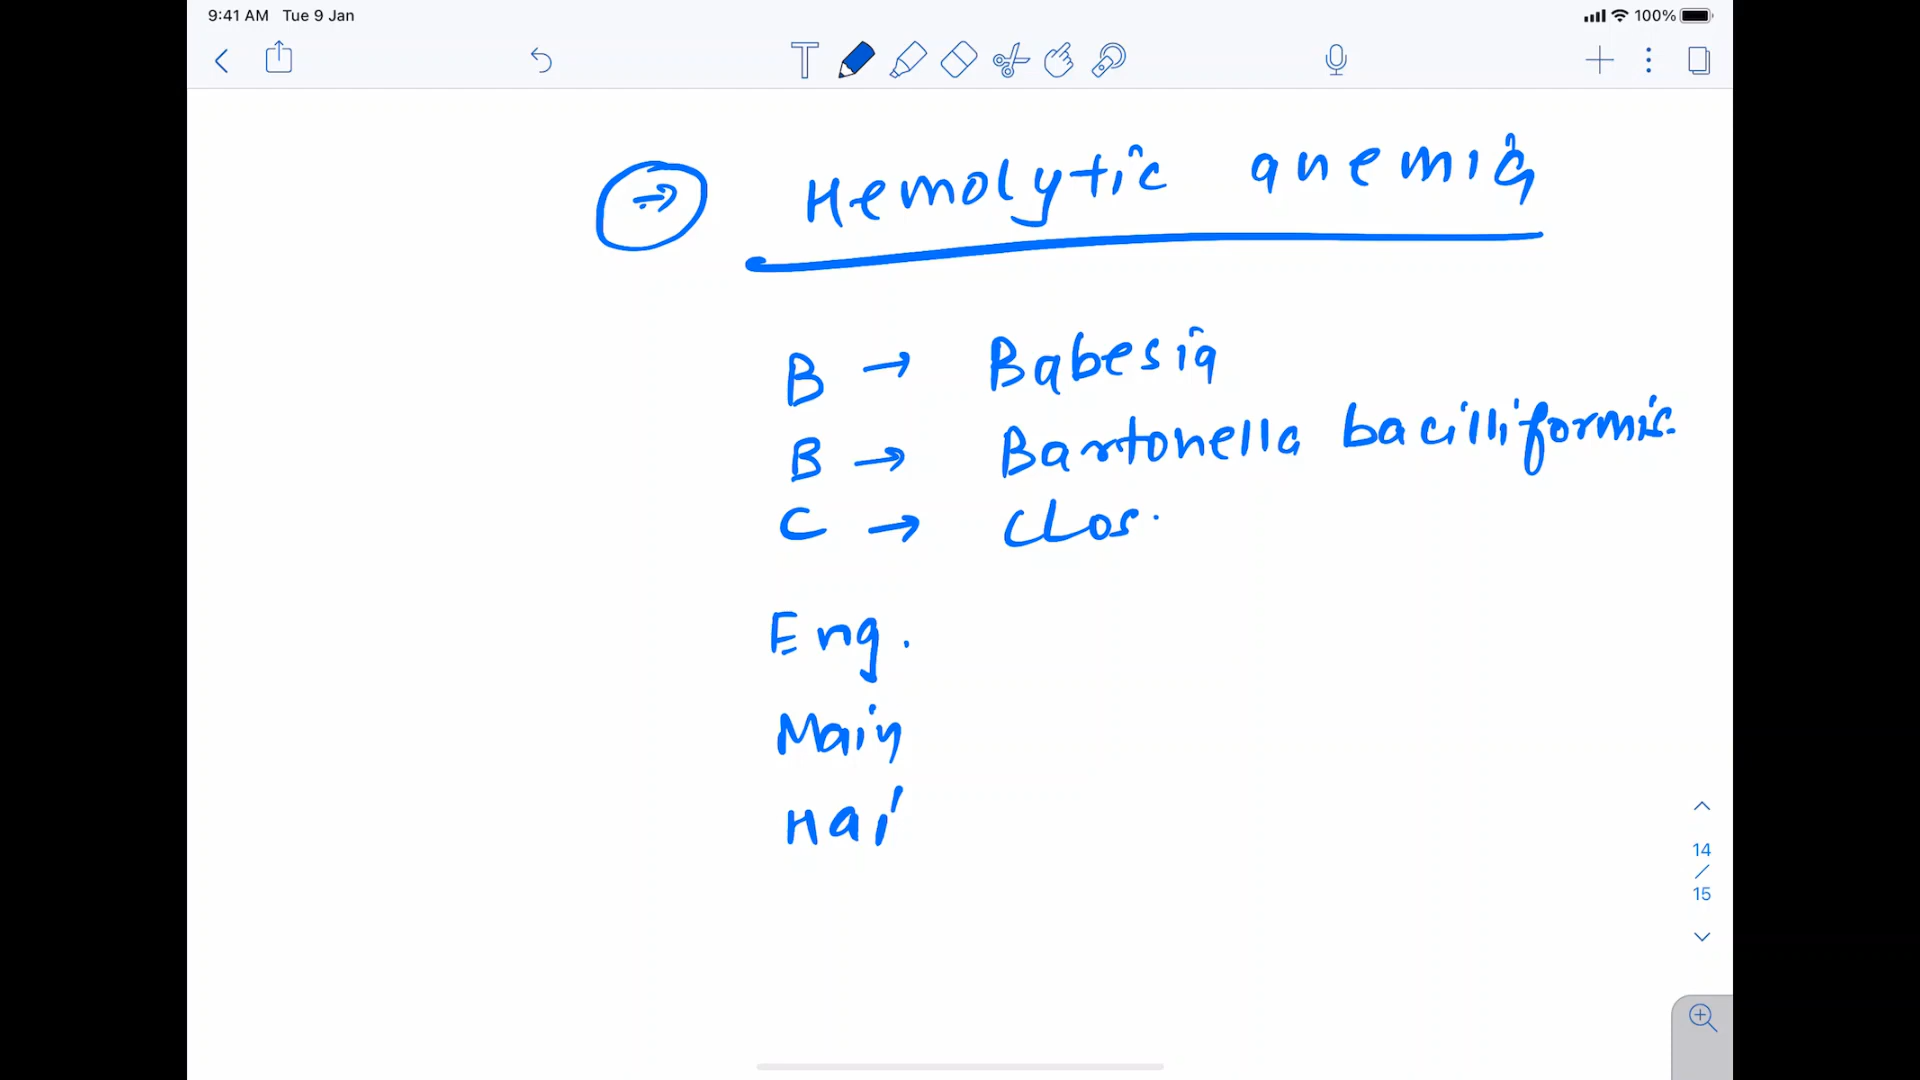 9:41 AM Tue 9 Jan 100%
T
→ Hemolytic anemia
B → Babesia
B → Bartonella bacilliformis.
C → Clos.
Eng.
Main
Hai
14
/
15